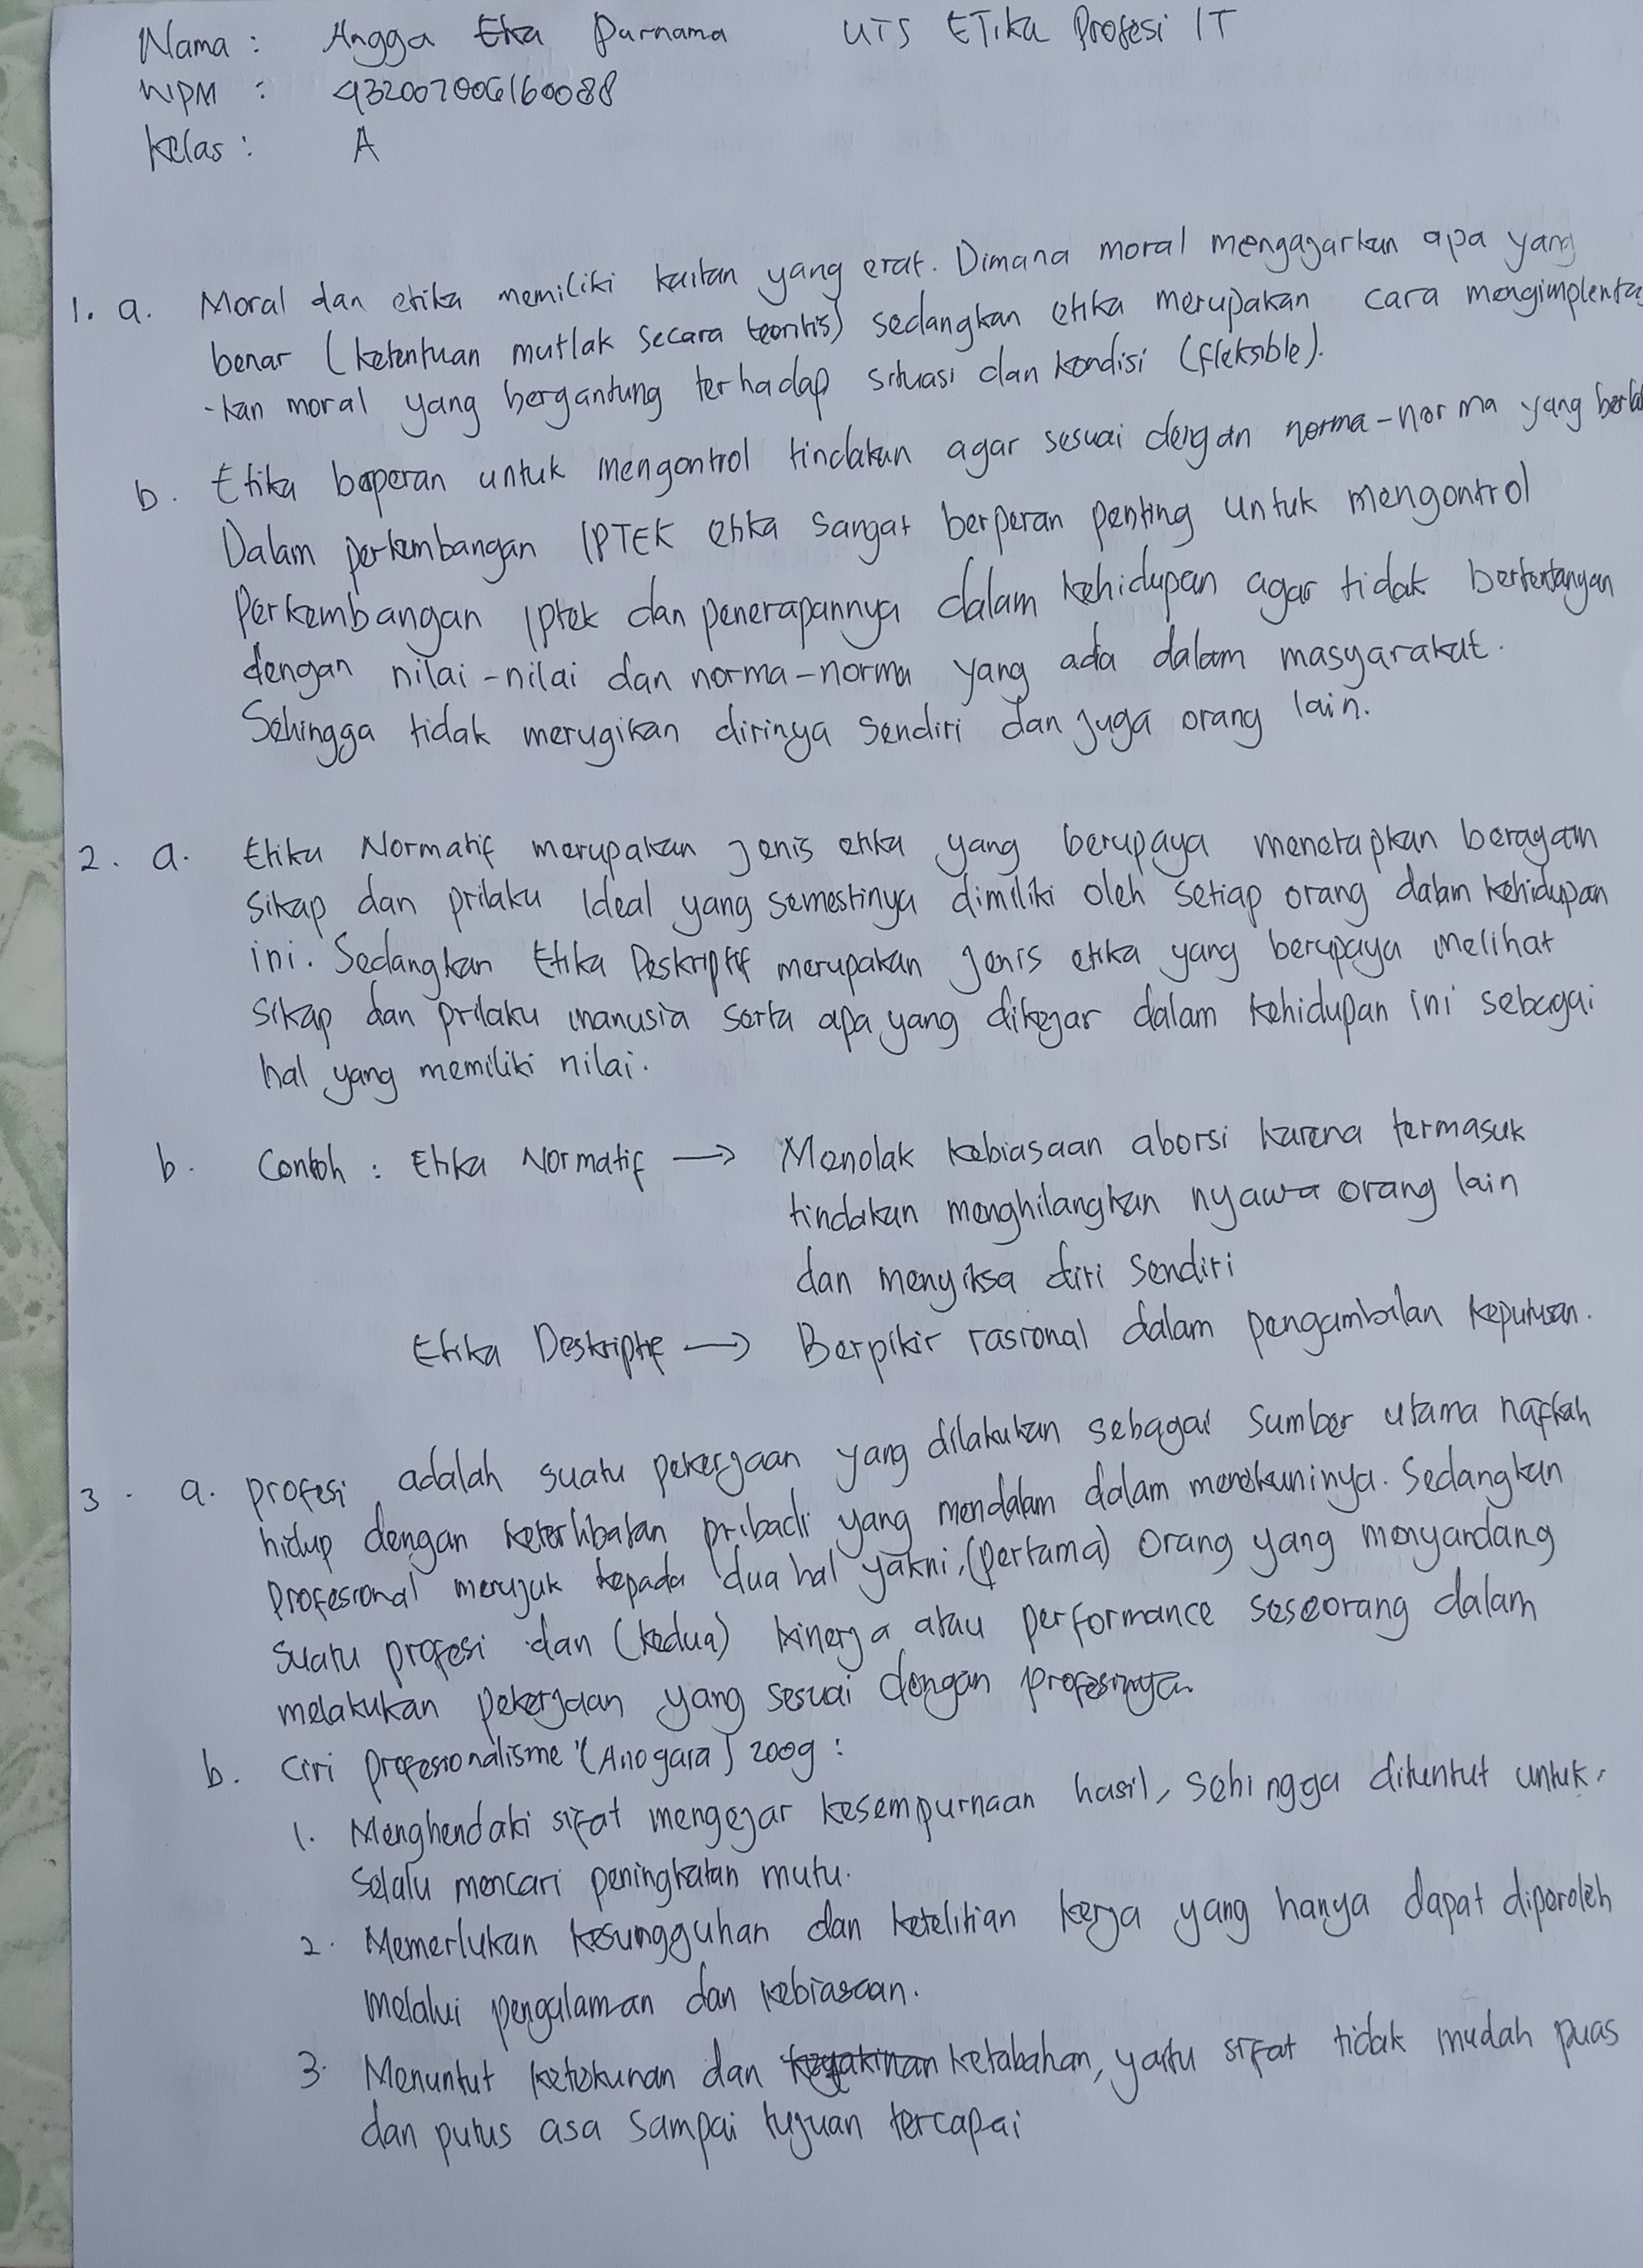 Nama : Angga Eka Purnama UTS ETika Profesi IT
NPM : 432007006160088
Kelas : A
1. a. Moral dan etika memiliki kaitan yang erat. Dimana moral mengajarkan apa yang
benar (ketentuan mutlak secara teoritis) sedangkan etika merupakan cara mengimplenta
-kan moral yang bergantung terhadap situasi dan kondisi (fleksible).
b. Etika beperan untuk mengontrol tindakan agar sesuai dengan norma-norma yang berla
Dalam perkembangan IPTEK etika sangat berperan penting untuk mengontrol
Perkembangan Iptek dan penerapannya dalam kehidupan agar tidak bertentangan
dengan nilai-nilai dan norma-norma yang ada dalam masyarakat.
Sehingga tidak merugikan dirinya sendiri dan juga orang lain.
2. a. Etika Normatif merupakan jenis etika yang berupaya menetapkan beragam
sikap dan prilaku ideal yang semestinya dimiliki oleh setiap orang dalam kehidupan
ini. Sedangkan Etika Deskriptif merupakan jenis etika yang berupaya melihat
sikap dan prilaku manusia serta apa yang dikejar dalam kehidupan ini sebagai
hal yang memiliki nilai.
b. Contoh : Etika Normatif → Menolak kebiasaan aborsi karena termasuk
tindakan menghilangkan nyawa orang lain
dan menyiksa diri sendiri
Etika Deskriptif → Berpikir rasional dalam pengambilan keputusan.
3. a. profesi adalah suatu pekerjaan yang dilakukan sebagai sumber utama nafkah
hidup dengan keterlibatan pribadi yang mendalam dalam menekuninya. Sedangkan
Profesional merujuk kepada dua hal yakni, (pertama) orang yang menyandang
suatu profesi dan (kedua) kinerja atau performance seseorang dalam
melakukan pekerjaan yang sesuai dengan profesinya.
b. Ciri profesionalisme (Anogara) 2009 :
1. Menghendaki sifat mengejar kesempurnaan hasil, sehingga dituntut untuk
selalu mencari peningkatan mutu.
2. Memerlukan kesungguhan dan ketelitian kerja yang hanya dapat diperoleh
melalui pengalaman dan kebiasaan.
3. Menuntut ketekunan dan keyakinan ketabahan, yaitu sifat tidak mudah puas
dan putus asa sampai tujuan tercapai